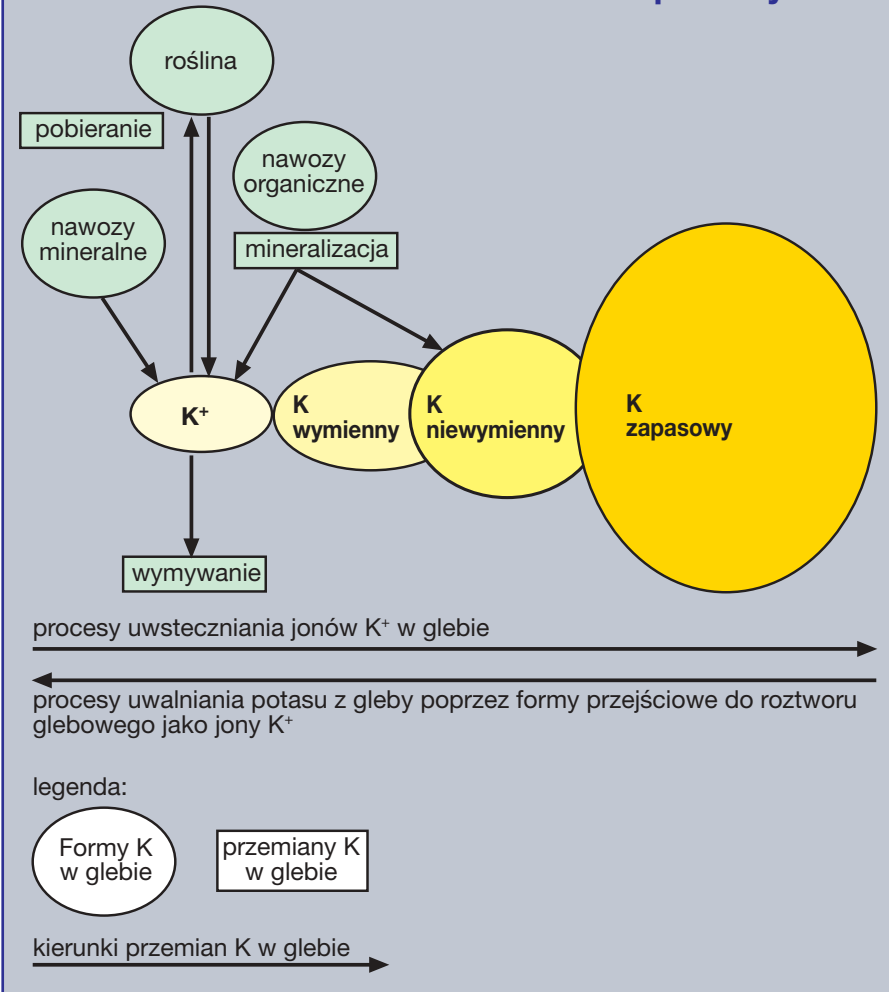 roślina
pobieranie
nawozy
organiczne
nawozy
mineralne
mineralizacja
K⁺
K
wymienny
K
niewymienny
K
zapasowy
wymywanie
procesy uwsteczniania jonów K⁺ w glebie
procesy uwalniania potasu z gleby poprzez formy przejściowe do roztworu
glebowego jako jony K⁺
legenda:
Formy K
w glebie
przemiany K
w glebie
kierunki przemian K w glebie